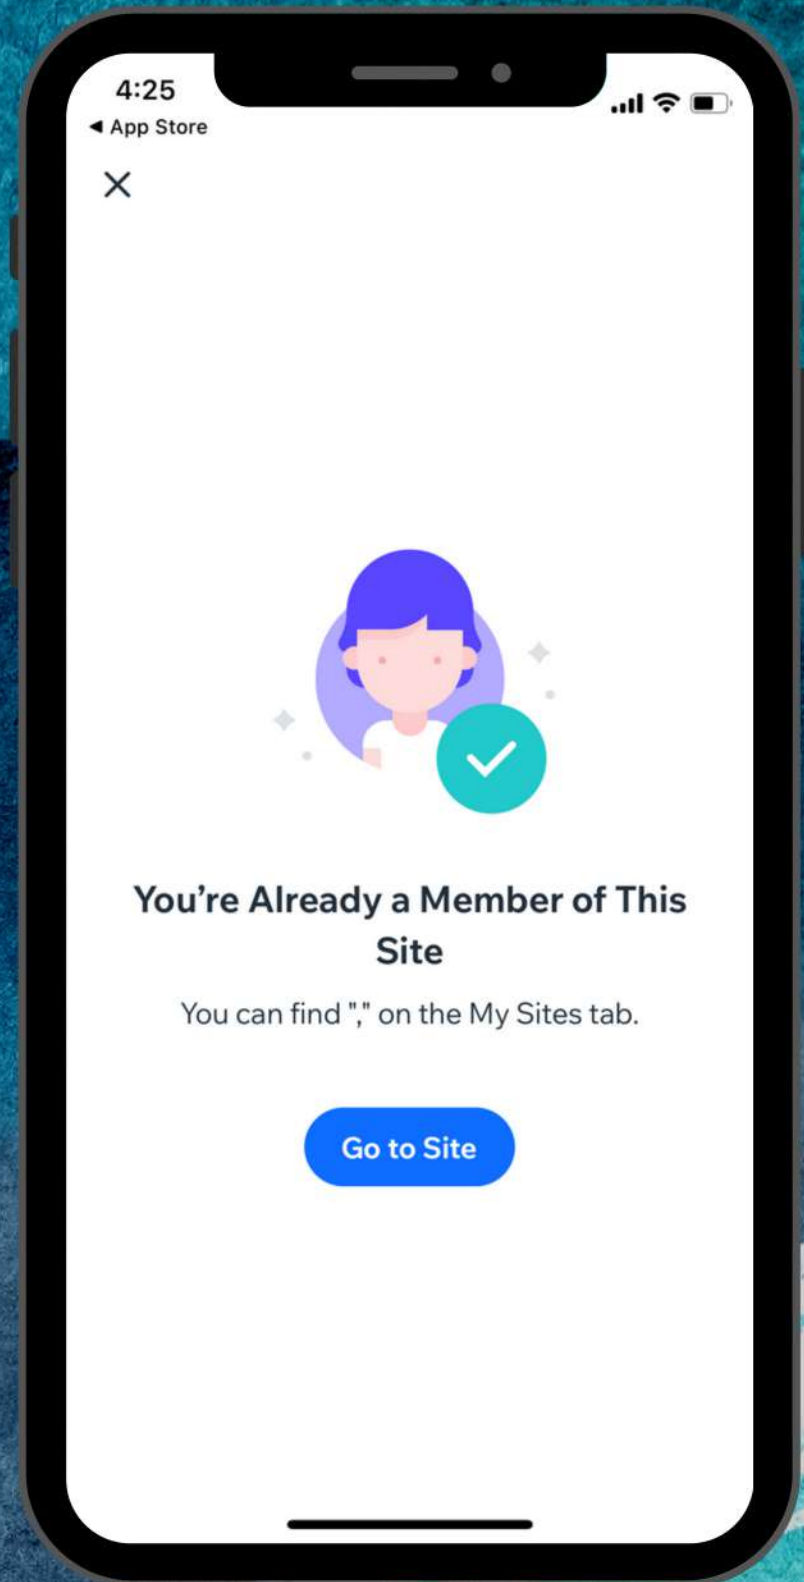 4:25
◀ App Store
You’re Already a Member of This
Site
You can find "," on the My Sites tab.
Go to Site